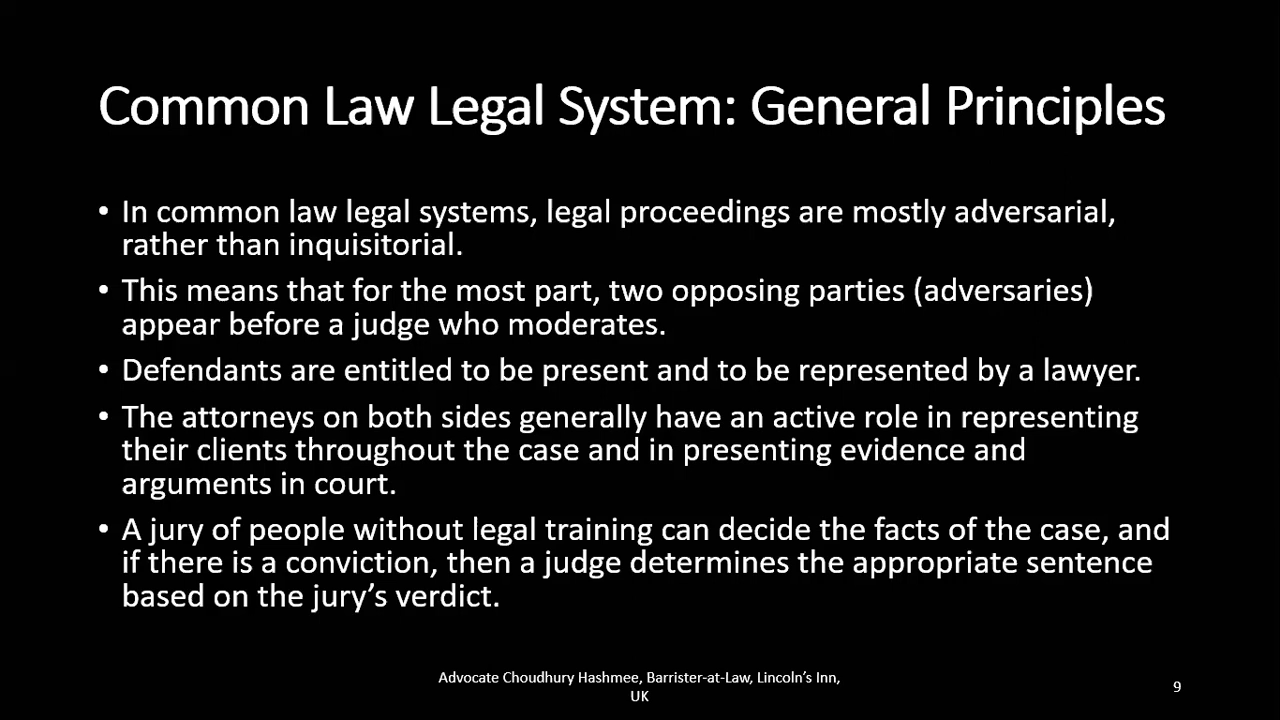 Common Law Legal System: General Principles
• In common law legal systems, legal proceedings are mostly adversarial,
rather than inquisitorial.
• This means that for the most part, two opposing parties (adversaries)
appear before a judge who moderates.
• Defendants are entitled to be present and to be represented by a lawyer.
• The attorneys on both sides generally have an active role in representing
their clients throughout the case and in presenting evidence and
arguments in court.
• A jury of people without legal training can decide the facts of the case, and
if there is a conviction, then a judge determines the appropriate sentence
based on the jury’s verdict.
Advocate Choudhury Hashmee, Barrister-at-Law, Lincoln’s Inn,
UK
9